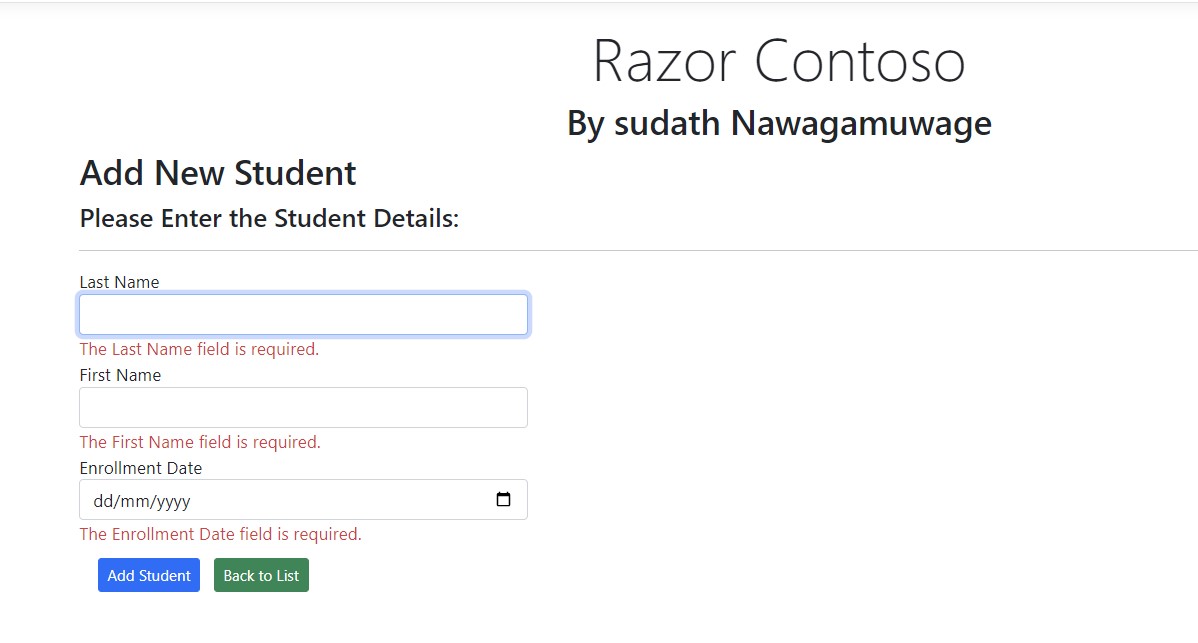 Razor Contoso
By sudath Nawagamuwage
Add New Student
Please Enter the Student Details:
Last Name
The Last Name field is required.
First Name
The First Name field is required.
Enrollment Date
dd/mm/yyyy
The Enrollment Date field is required.
Add Student Back to List